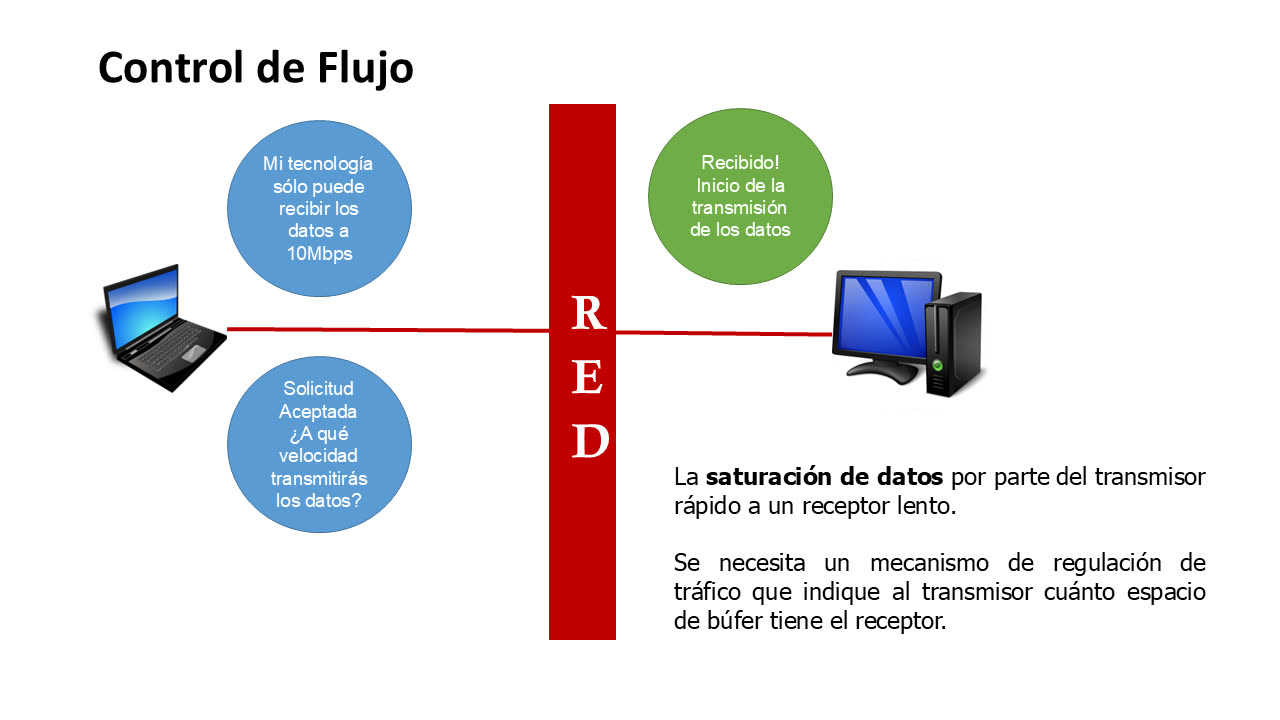 Control de Flujo
Mi tecnología
sólo puede
recibir los
datos a
10Mbps
Recibido!
Inicio de la
transmisión
de los datos
R
E
D
Solicitud
Aceptada
¿A qué
velocidad
transmitirás
los datos?
La saturación de datos por parte del transmisor
rápido a un receptor lento.
Se necesita un mecanismo de regulación de
tráfico que indique al transmisor cuánto espacio
de búfer tiene el receptor.